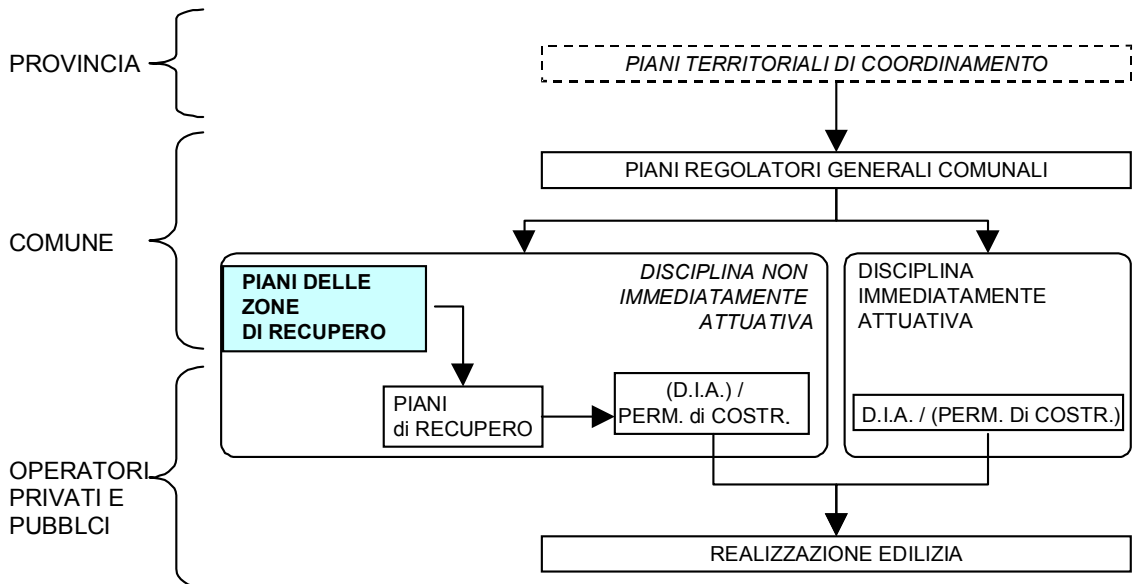 PROVINCIA
PIANI TERRITORIALI DI COORDINAMENTO
PIANI REGOLATORI GENERALI COMUNALI
COMUNE
PIANI DELLE
ZONE
DI RECUPERO
DISCIPLINA NON
IMMEDIATAMENTE
ATTUATIVA
DISCIPLINA
IMMEDIATAMENTE
ATTUATIVA
PIANI
di RECUPERO
(D.I.A.) /
PERM. di COSTR.
D.I.A. / (PERM. Di COSTR.)
OPERATORI
PRIVATI E
PUBBLCI
REALIZZAZIONE EDILIZIA